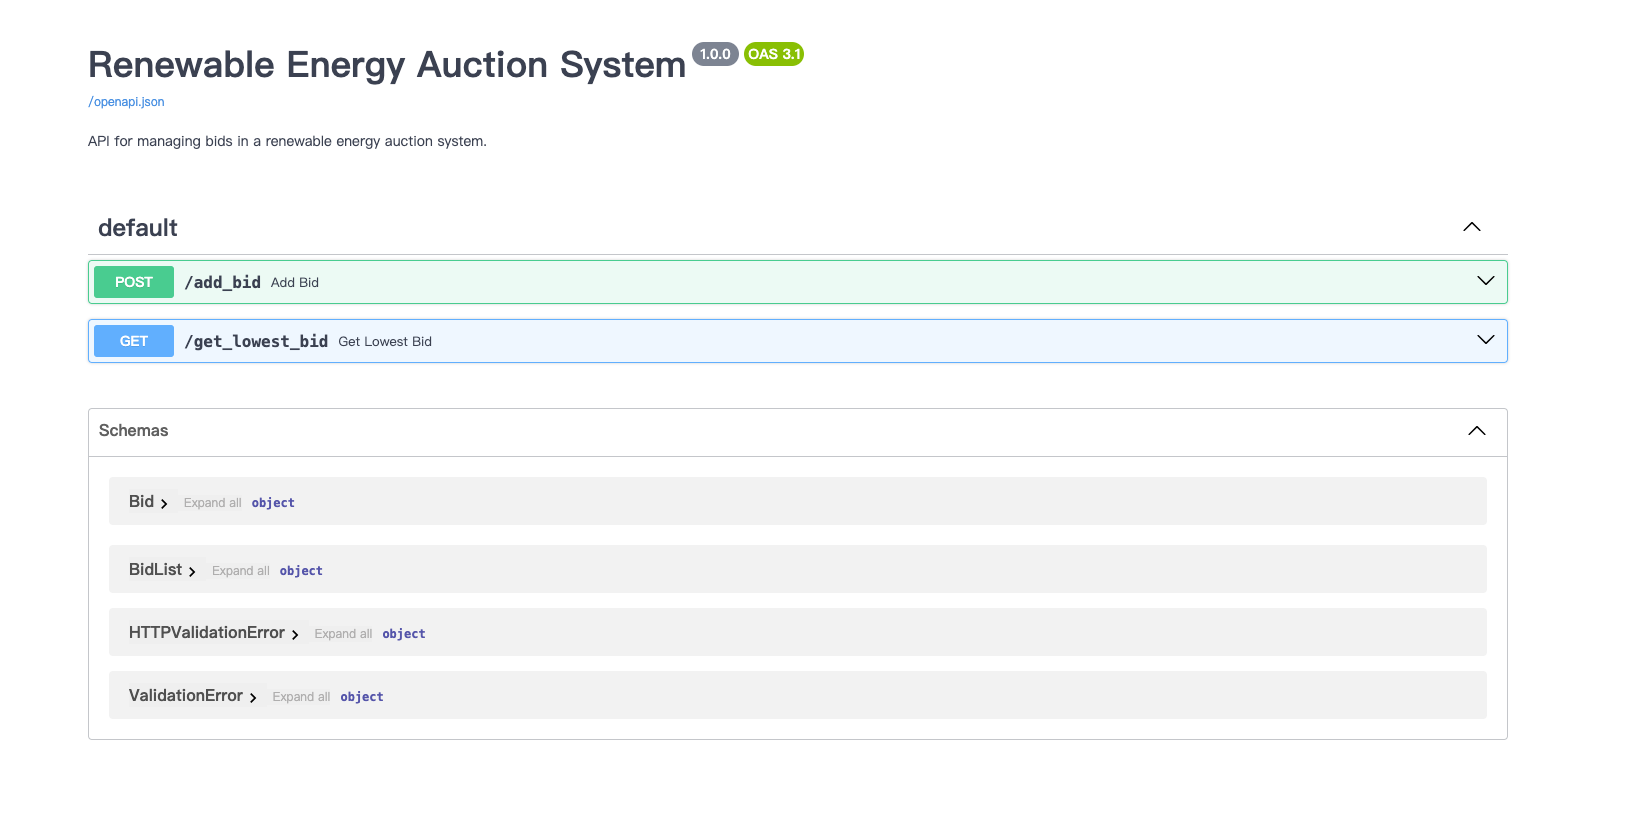 Renewable Energy Auction System 1.0.0 OAS 3.1
/openapi.json
API for managing bids in a renewable energy auction system.
default
POST /add_bid Add Bid
GET /get_lowest_bid Get Lowest Bid
Schemas
Bid Expand all object
BidList Expand all object
HTTPValidationError Expand all object
ValidationError Expand all object